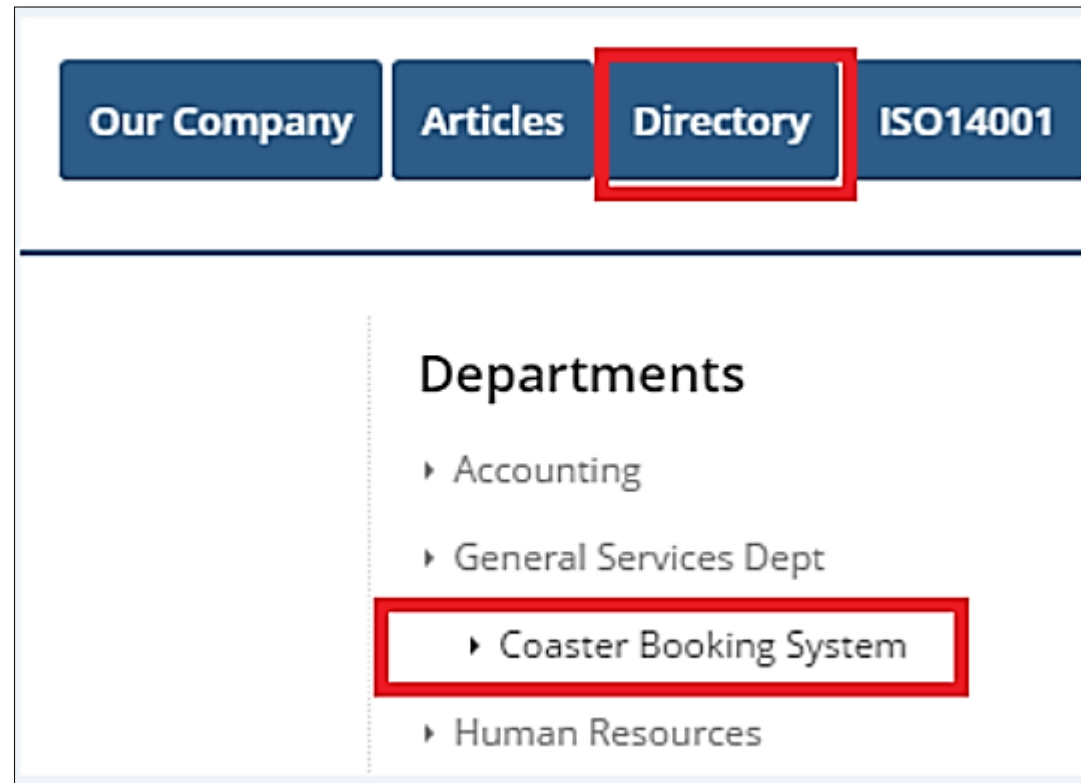 Our Company Articles Directory ISO14001
Departments
Accounting
General Services Dept
Coaster Booking System
Human Resources